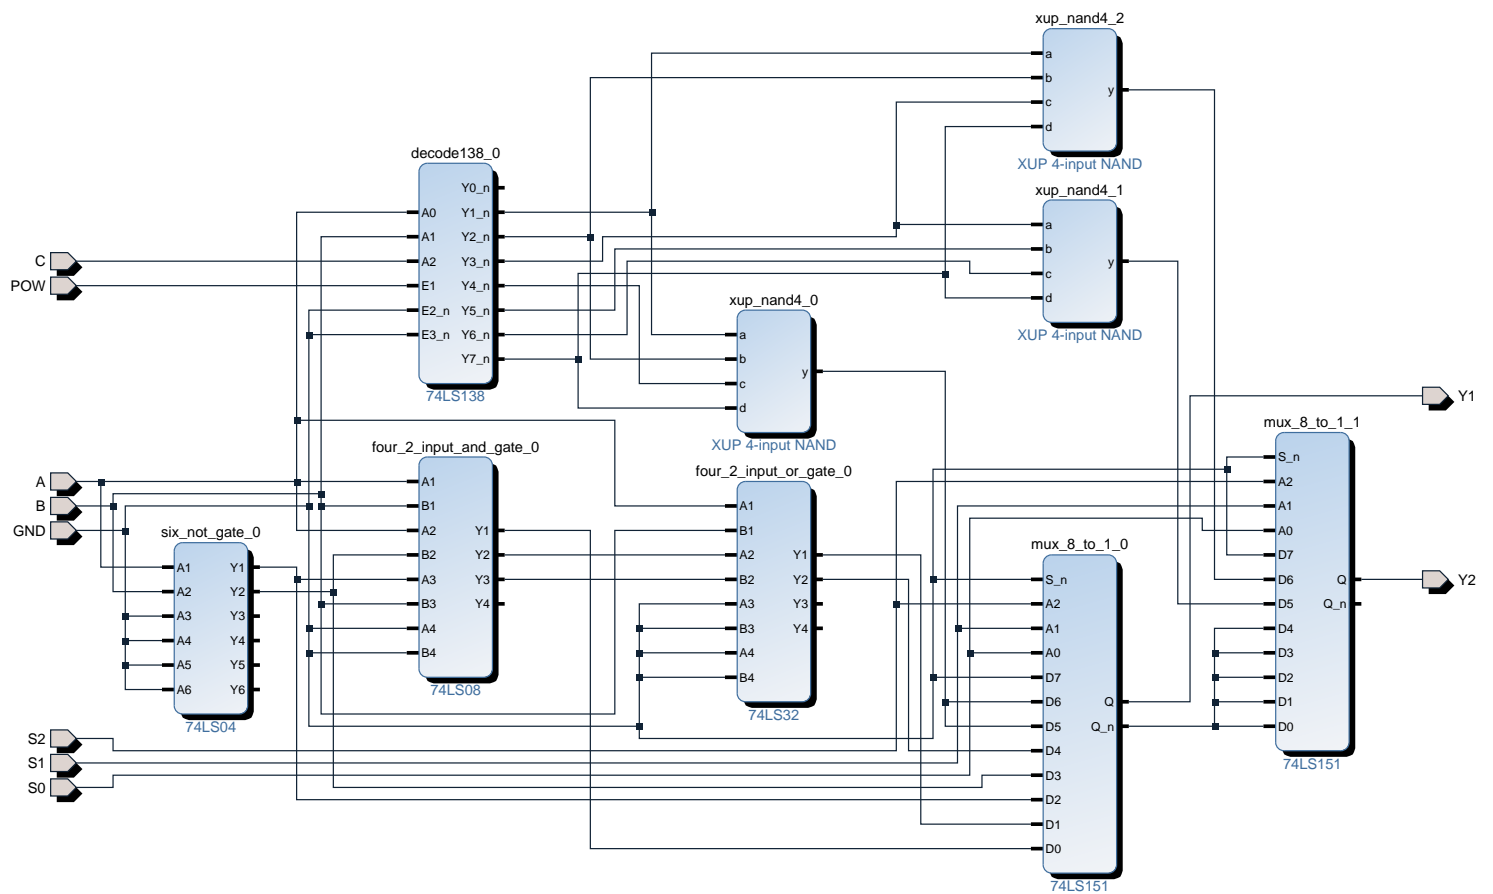 xup_nand4_2
a
b
c
d
y
XUP 4-input NAND
xup_nand4_1
a
b
c
d
y
XUP 4-input NAND
decode138_0
A0
A1
A2
E1
E2_n
E3_n
Y0_n
Y1_n
Y2_n
Y3_n
Y4_n
Y5_n
Y6_n
Y7_n
74LS138
C
POW
xup_nand4_0
a
b
c
d
y
XUP 4-input NAND
A
B
GND
six_not_gate_0
A1
A2
A3
A4
A5
A6
Y1
Y2
Y3
Y4
Y5
Y6
74LS04
four_2_input_and_gate_0
A1
B1
A2
B2
A3
B3
A4
B4
Y1
Y2
Y3
Y4
74LS08
four_2_input_or_gate_0
A1
B1
A2
B2
A3
B3
A4
B4
Y1
Y2
Y3
Y4
74LS32
S2
S1
S0
mux_8_to_1_0
S_n
A2
A1
A0
D7
D6
D5
D4
D3
D2
D1
D0
Q
Q_n
74LS151
mux_8_to_1_1
S_n
A2
A1
A0
D7
D6
D5
D4
D3
D2
D1
D0
Q
Q_n
74LS151
Y1
Y2